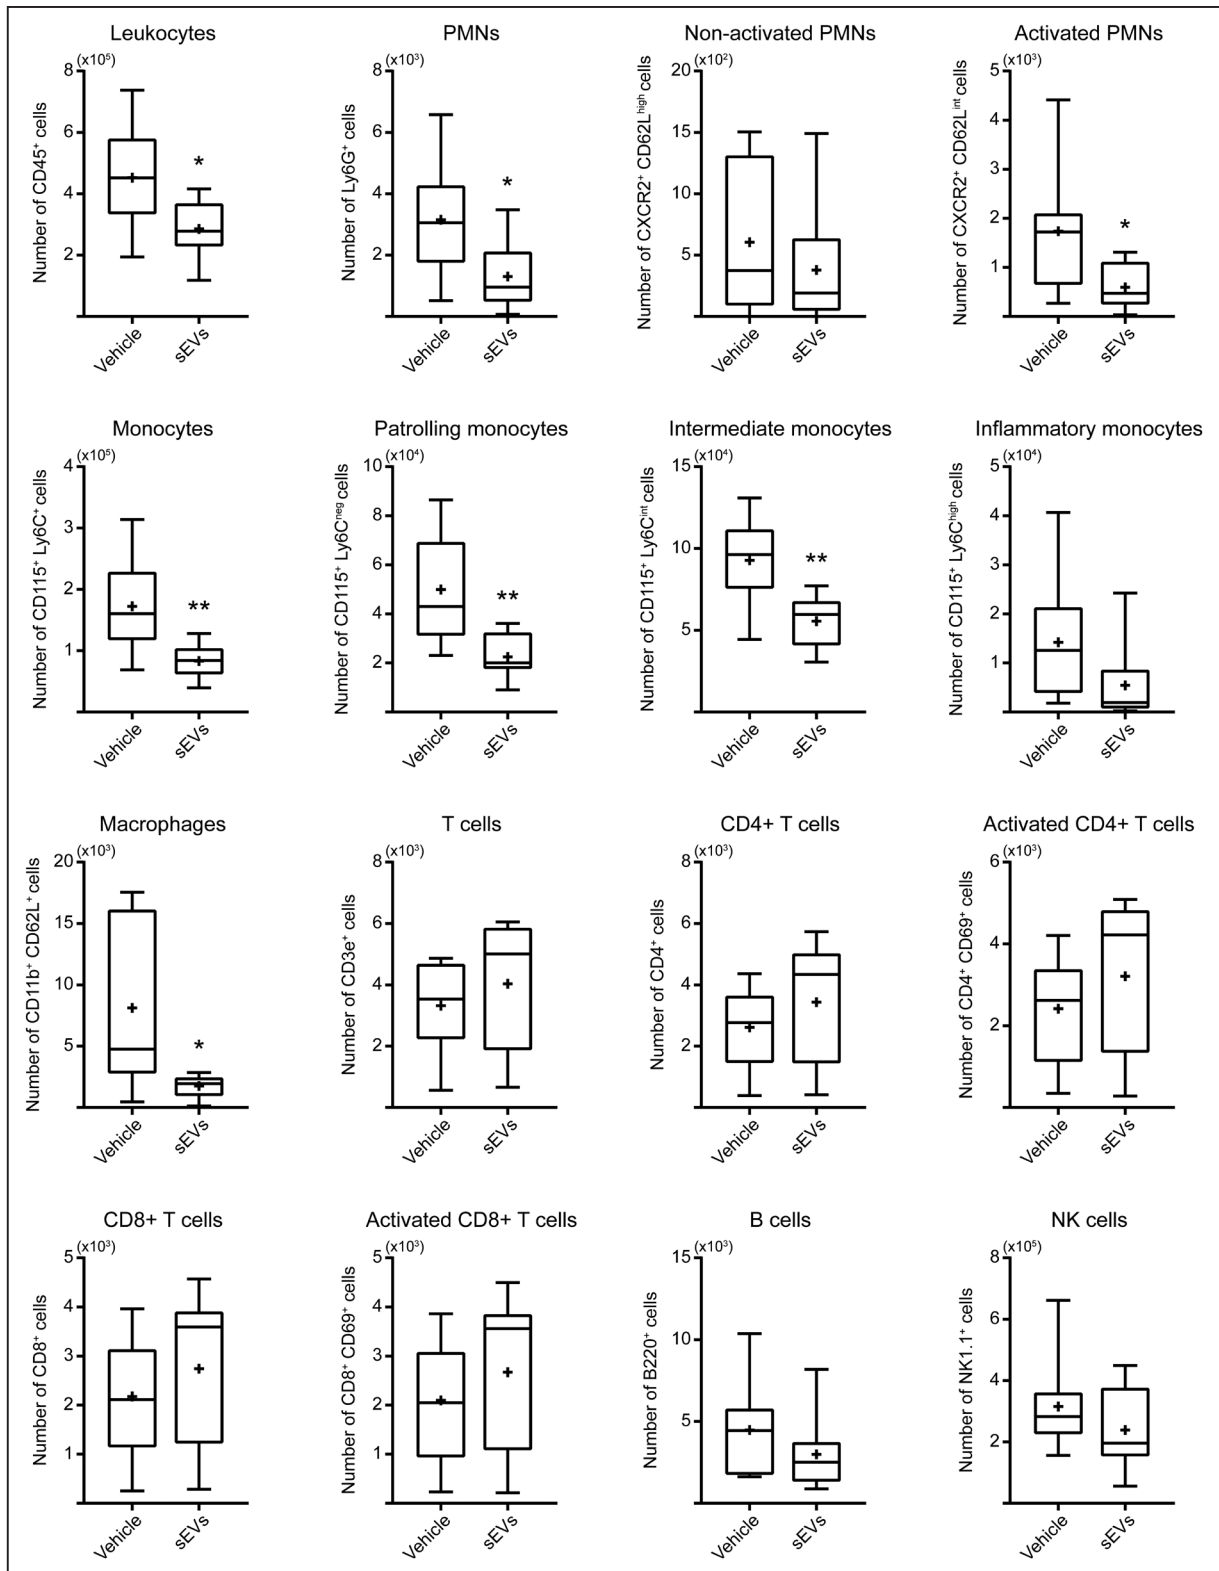 Leukocytes
(x10⁵)
Number of CD45⁺ cells
8
6
4
2
*
Vehicle
sEVs
PMNs
(x10³)
Number of Ly6G⁺ cells
8
6
4
2
*
Vehicle
sEVs
Non-activated PMNs
(x10²)
Number of CXCR2⁺ CD62Lʰⁱᵍʰ cells
20
15
10
5
Vehicle
sEVs
Activated PMNs
(x10³)
Number of CXCR2⁺ CD62Lⁱⁿᵗ cells
5
4
3
2
1
*
Vehicle
sEVs
Monocytes
(x10⁵)
Number of CD115⁺ Ly6C⁺ cells
4
3
2
1
**
Vehicle
sEVs
Patrolling monocytes
(x10⁴)
Number of CD115⁺ Ly6Cⁿᵉᵍ cells
10
8
6
4
2
**
Vehicle
sEVs
Intermediate monocytes
(x10⁴)
Number of CD115⁺ Ly6Cⁱⁿᵗ cells
15
10
5
**
Vehicle
sEVs
Inflammatory monocytes
(x10⁴)
Number of CD115⁺ Ly6Cʰⁱᵍʰ cells
5
4
3
2
1
Vehicle
sEVs
Macrophages
(x10³)
Number of CD11b⁺ CD62L⁺ cells
20
15
10
5
*
Vehicle
sEVs
T cells
(x10³)
Number of CD3e⁺ cells
8
6
4
2
Vehicle
sEVs
CD4+ T cells
(x10³)
Number of CD4⁺ cells
8
6
4
2
Vehicle
sEVs
Activated CD4+ T cells
(x10³)
Number of CD4⁺ CD69⁺ cells
6
4
2
Vehicle
sEVs
CD8+ T cells
(x10³)
Number of CD8⁺ cells
5
4
3
2
1
Vehicle
sEVs
Activated CD8+ T cells
(x10³)
Number of CD8⁺ CD69⁺ cells
5
4
3
2
1
Vehicle
sEVs
B cells
(x10³)
Number of B220⁺ cells
15
10
5
Vehicle
sEVs
NK cells
(x10⁵)
Number of NK1.1⁺ cells
8
6
4
2
Vehicle
sEVs